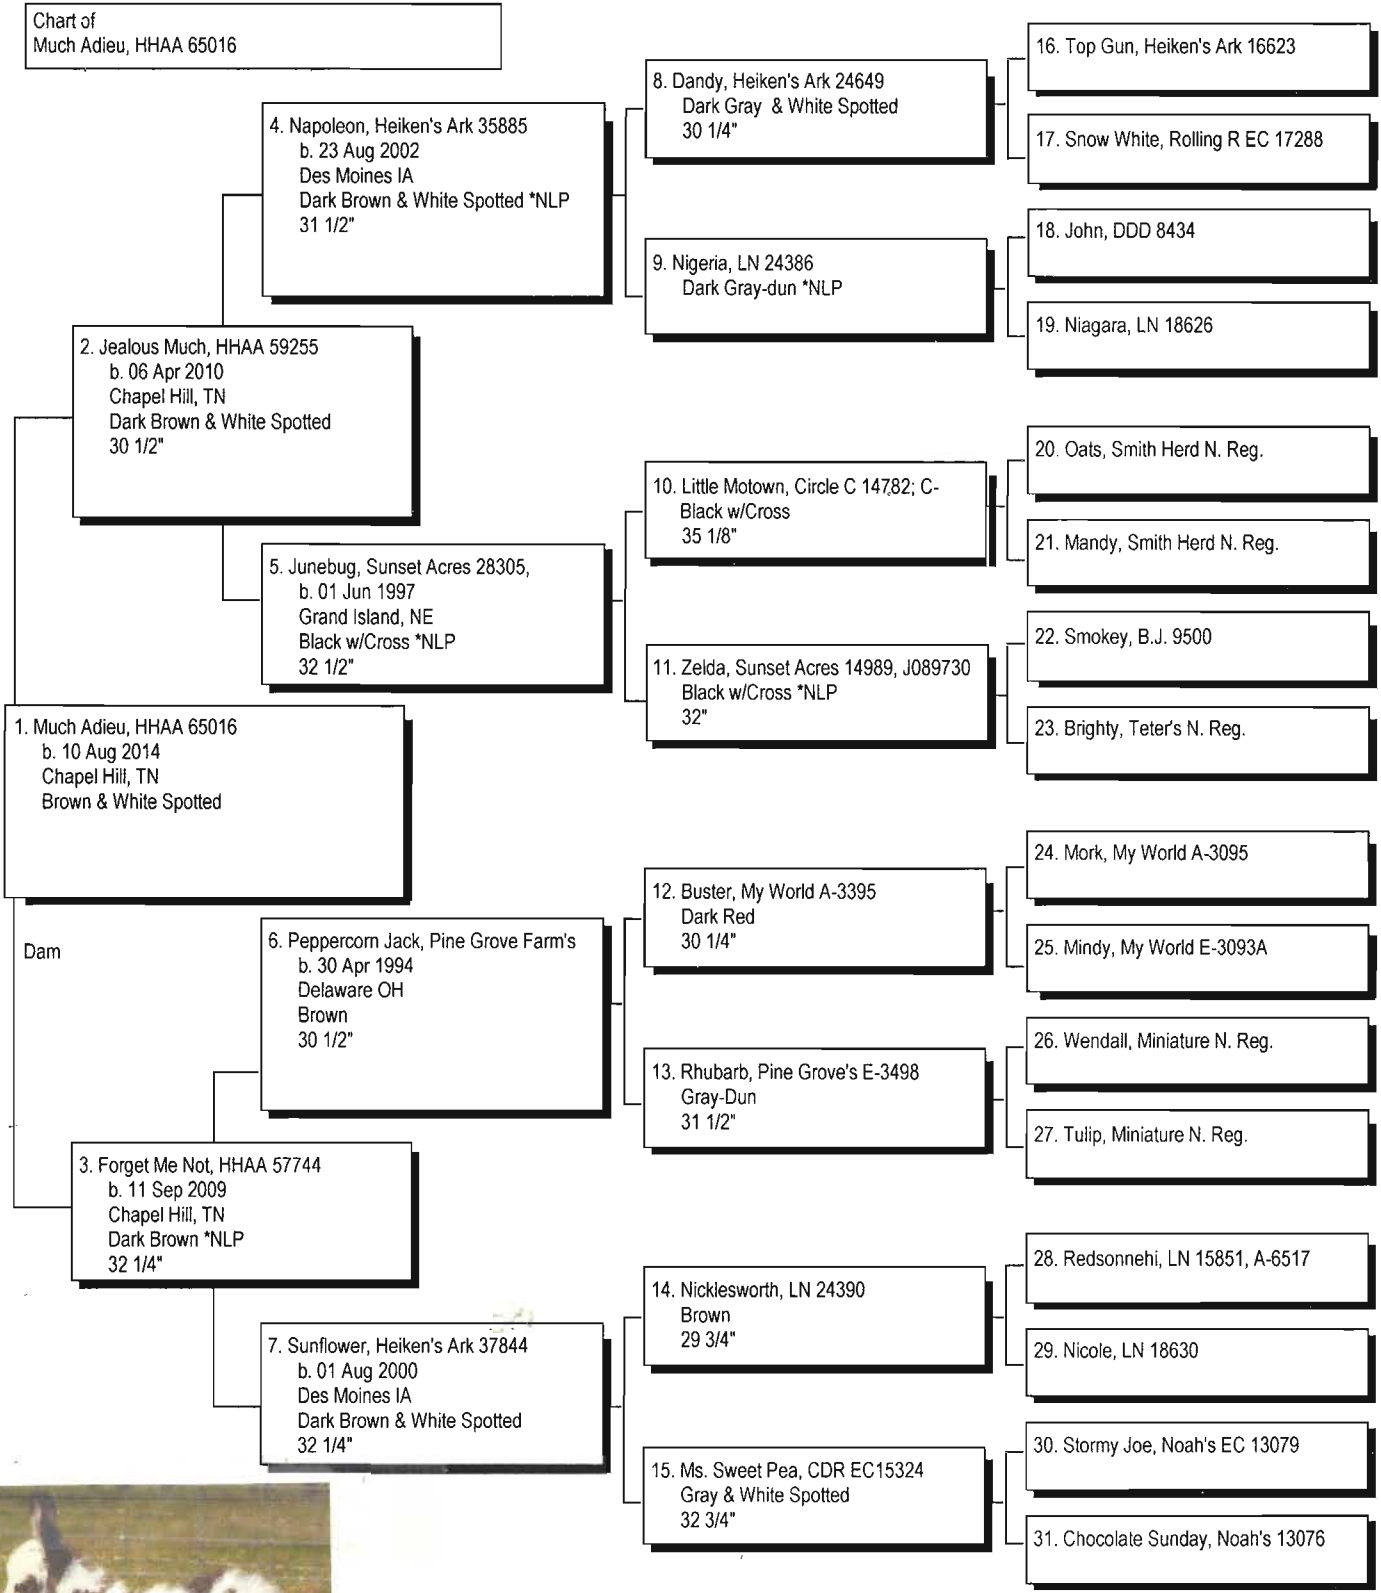 Chart of
Much Adieu, HHAA 65016
1. Much Adieu, HHAA 65016
b. 10 Aug 2014
Chapel Hill, TN
Brown & White Spotted
Dam
2. Jealous Much, HHAA 59255
b. 06 Apr 2010
Chapel Hill, TN
Dark Brown & White Spotted
30 1/2"
3. Forget Me Not, HHAA 57744
b. 11 Sep 2009
Chapel Hill, TN
Dark Brown *NLP
32 1/4"
4. Napoleon, Heiken's Ark 35885
b. 23 Aug 2002
Des Moines IA
Dark Brown & White Spotted *NLP
31 1/2"
5. Junebug, Sunset Acres 28305,
b. 01 Jun 1997
Grand Island, NE
Black w/Cross *NLP
32 1/2"
6. Peppercorn Jack, Pine Grove Farm's
b. 30 Apr 1994
Delaware OH
Brown
30 1/2"
7. Sunflower, Heiken's Ark 37844
b. 01 Aug 2000
Des Moines IA
Dark Brown & White Spotted
32 1/4"
8. Dandy, Heiken's Ark 24649
Dark Gray & White Spotted
30 1/4"
9. Nigeria, LN 24386
Dark Gray-dun *NLP
10. Little Motown, Circle C 14782; C-
Black w/Cross
35 1/8"
11. Zelda, Sunset Acres 14989, J089730
Black w/Cross *NLP
32"
12. Buster, My World A-3395
Dark Red
30 1/4"
13. Rhubarb, Pine Grove's E-3498
Gray-Dun
31 1/2"
14. Nicklesworth, LN 24390
Brown
29 3/4"
15. Ms. Sweet Pea, CDR EC15324
Gray & White Spotted
32 3/4"
16. Top Gun, Heiken's Ark 16623
17. Snow White, Rolling R EC 17288
18. John, DDD 8434
19. Niagara, LN 18626
20. Oats, Smith Herd N. Reg.
21. Mandy, Smith Herd N. Reg.
22. Smokey, B.J. 9500
23. Brighty, Teter's N. Reg.
24. Mork, My World A-3095
25. Mindy, My World E-3093A
26. Wendall, Miniature N. Reg.
27. Tulip, Miniature N. Reg.
28. Redsonnehi, LN 15851, A-6517
29. Nicole, LN 18630
30. Stormy Joe, Noah's EC 13079
31. Chocolate Sunday, Noah's 13076